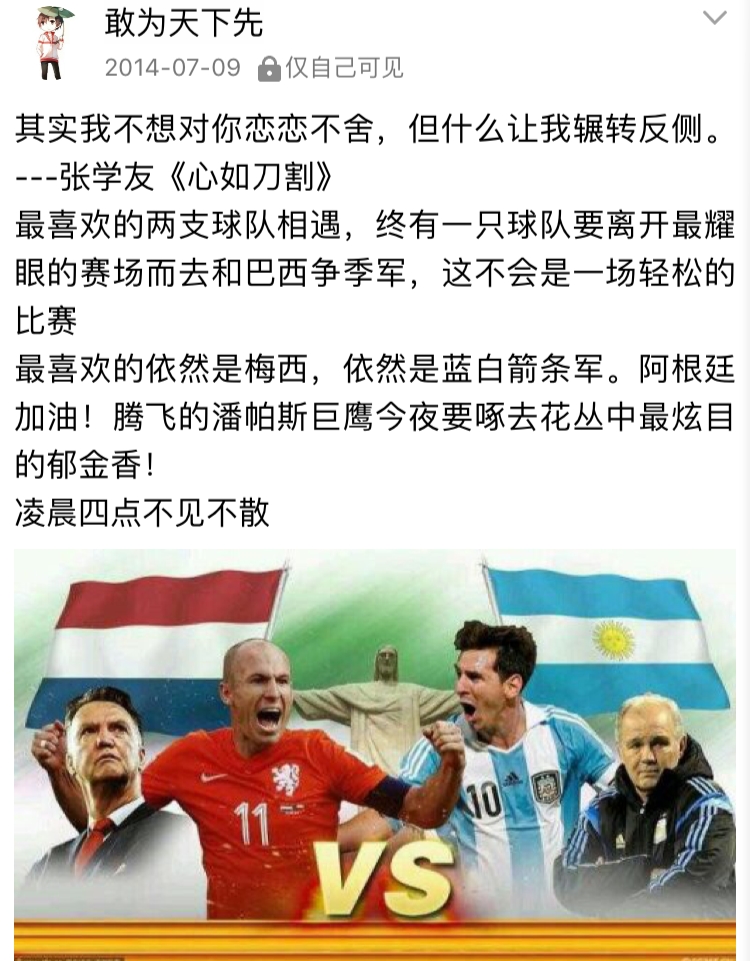 敢为天下先
2014-07-09 仅自己可见
其实我不想对你恋恋不舍，但什么让我辗转反侧。
---张学友《心如刀割》
最喜欢的两支球队相遇，终有一只球队要离开最耀
眼的赛场而去和巴西争季军，这不会是一场轻松的
比赛
最喜欢的依然是梅西，依然是蓝白箭条军。阿根廷
加油！腾飞的潘帕斯巨鹰今夜要啄去花丛中最炫目
的郁金香！
凌晨四点不见不散
11
10
VS